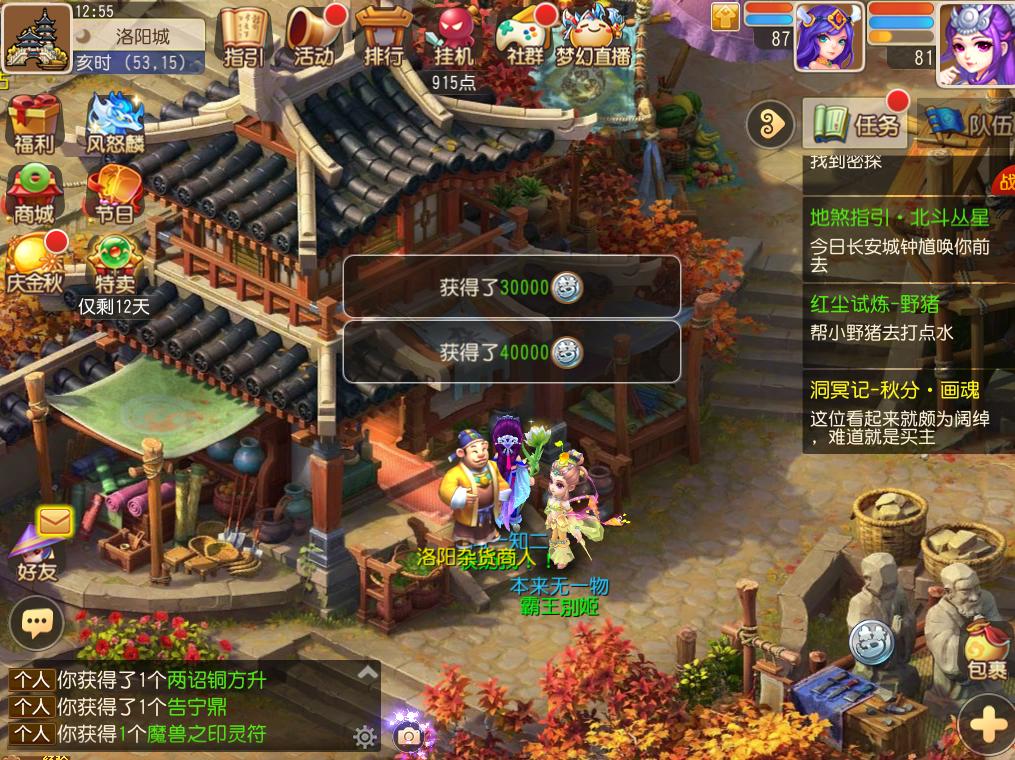 12:55
洛阳城
亥时 (53,15)
指引
活动
排行
挂机
915点
社群
梦幻直播
87
81
福利
风怒麟
商城
节日
庆金秋
特卖
仅剩12天
任务
队伍
找到密探
战
地煞指引·北斗丛星
今日长安城钟馗唤你前
去
红尘试炼-野猪
帮小野猪去打点水
洞冥记-秋分·画魂
这位看起来就颇为阔绰
，难道就是买主
获得了30000
获得了40000
洛阳杂货商人
本来无一物
霸王别姬
好友
包裹
个人 你获得了1个两诏铜方升
个人 你获得了1个告宁鼎
个人 你获得1个魔兽之印灵符